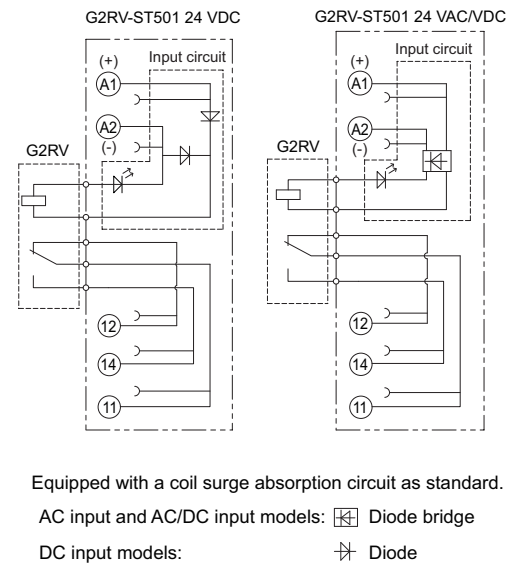 G2RV-ST501 24 VDC
(+)
Input circuit
A1
A2
(-)
G2RV
12
14
11
G2RV-ST501 24 VAC/VDC
(+)
Input circuit
A1
A2
(-)
G2RV
12
14
11
Equipped with a coil surge absorption circuit as standard.
AC input and AC/DC input models: Diode bridge
DC input models: Diode